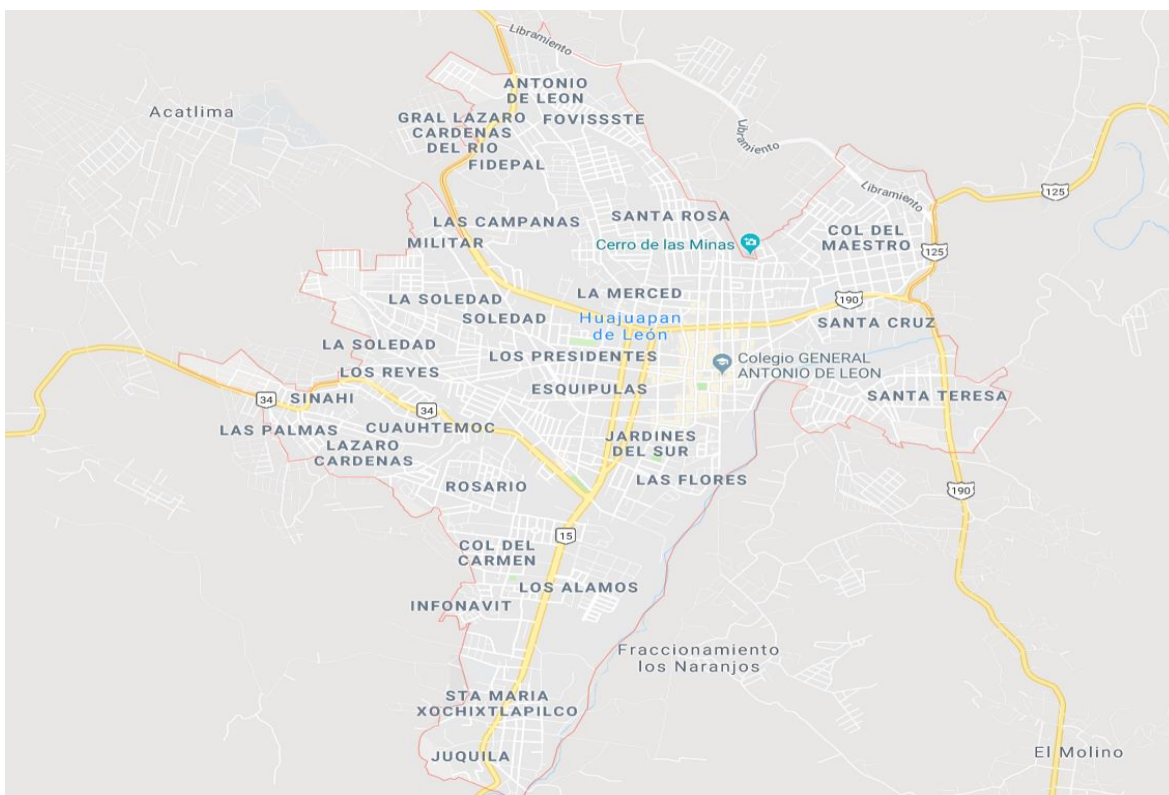 Libramiento
ANTONIO
DE LEON
Acatlima
GRAL LAZARO
CARDENAS
DEL RIO
FOVISSSTE
Libramiento
FIDEPAL
Libramiento
125
LAS CAMPANAS
SANTA ROSA
MILITAR
Cerro de las Minas
COL DEL
MAESTRO
125
LA SOLEDAD
LA MERCED
190
SOLEDAD
Huajuapan
de León
SANTA CRUZ
LA SOLEDAD
LOS PRESIDENTES
Colegio GENERAL
ANTONIO DE LEON
LOS REYES
ESQUIPULAS
SINAHI
34
34
SANTA TERESA
LAS PALMAS
CUAUHTEMOC
LAZARO
CARDENAS
JARDINES
DEL SUR
ROSARIO
LAS FLORES
190
15
COL DEL
CARMEN
LOS ALAMOS
INFONAVIT
Fraccionamiento
los Naranjos
STA MARIA
XOCHIXTLAPILCO
JUQUILA
El Molino